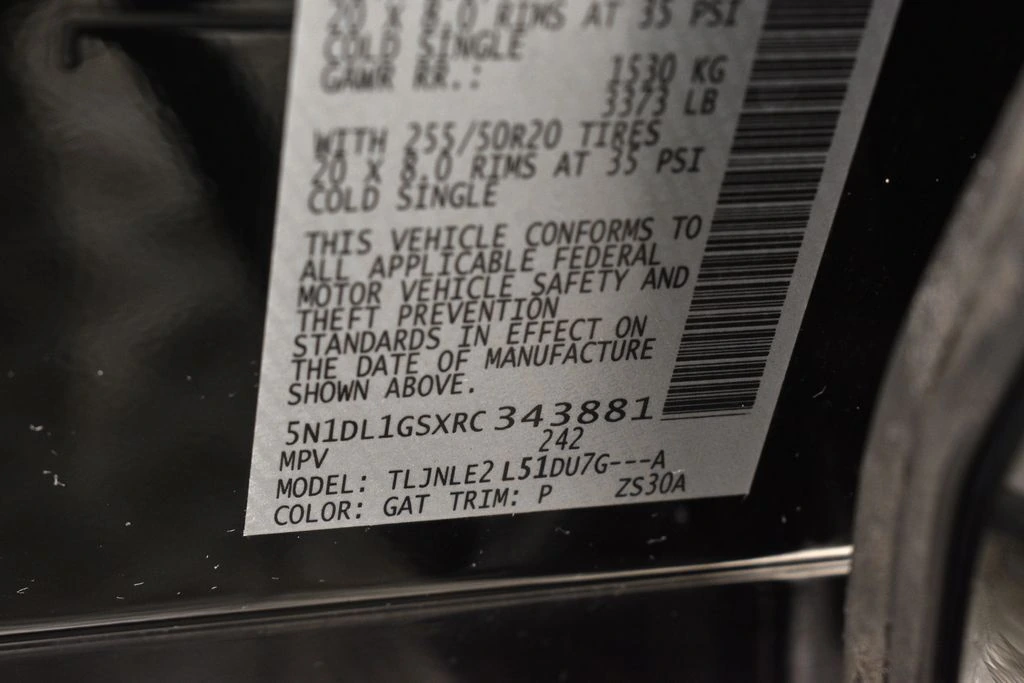 20 X 8.0 RIMS AT 35 PSI
COLD SINGLE
GAWR RR.: 1530 KG
3373 LB
WITH 255/50R20 TIRES
20 X 8.0 RIMS AT 35 PSI
COLD SINGLE
THIS VEHICLE CONFORMS TO
ALL APPLICABLE FEDERAL
MOTOR VEHICLE SAFETY AND
THEFT PREVENTION
STANDARDS IN EFFECT ON
THE DATE OF MANUFACTURE
SHOWN ABOVE.
5N1DL1GSXRC343881
MPV 242
MODEL: TLJNLE2 L51DU7G---A
COLOR: GAT TRIM: P ZS30A